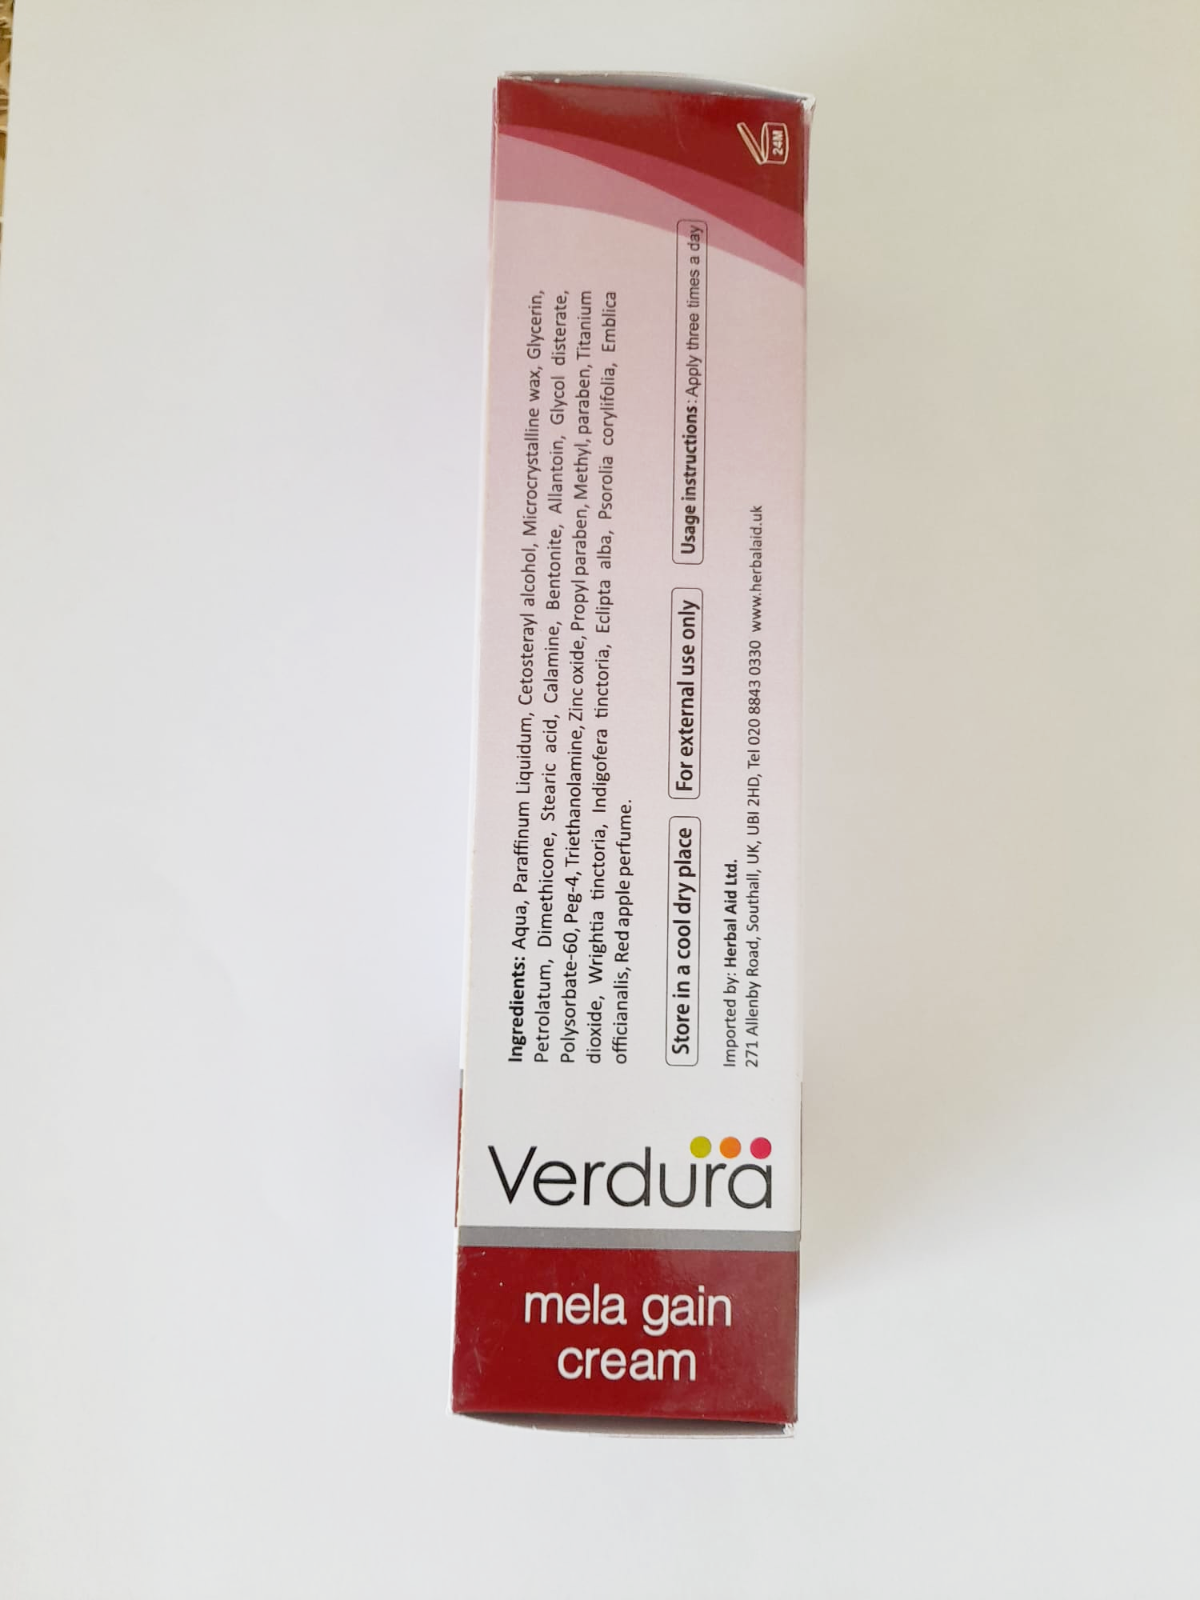 Ingredients: Aqua, Paraffinum Liquidum, Cetosterayl alcohol, Microcrystalline wax, Glycerin,
Petrolatum, Dimethicone, Stearic acid, Calamine, Bentonite, Allantoin, Glycol disterate,
Polysorbate-60, Peg-4, Triethanolamine, Zinc oxide, Propyl paraben, Methyl, paraben, Titanium
dioxide, Wrightia tinctoria, Indigofera tinctoria, Eclipta alba, Psorolia corylifolia, Emblica
officianalis, Red apple perfume.
Store in a cool dry place For external use only Usage instructions: Apply three times a day
Imported by: Herbal Aid Ltd.
271 Allenby Road, Southall, UK, UBI 2HD, Tel 020 8843 0330 www.herbalaid.uk
24M
Verdura
mela gain
cream